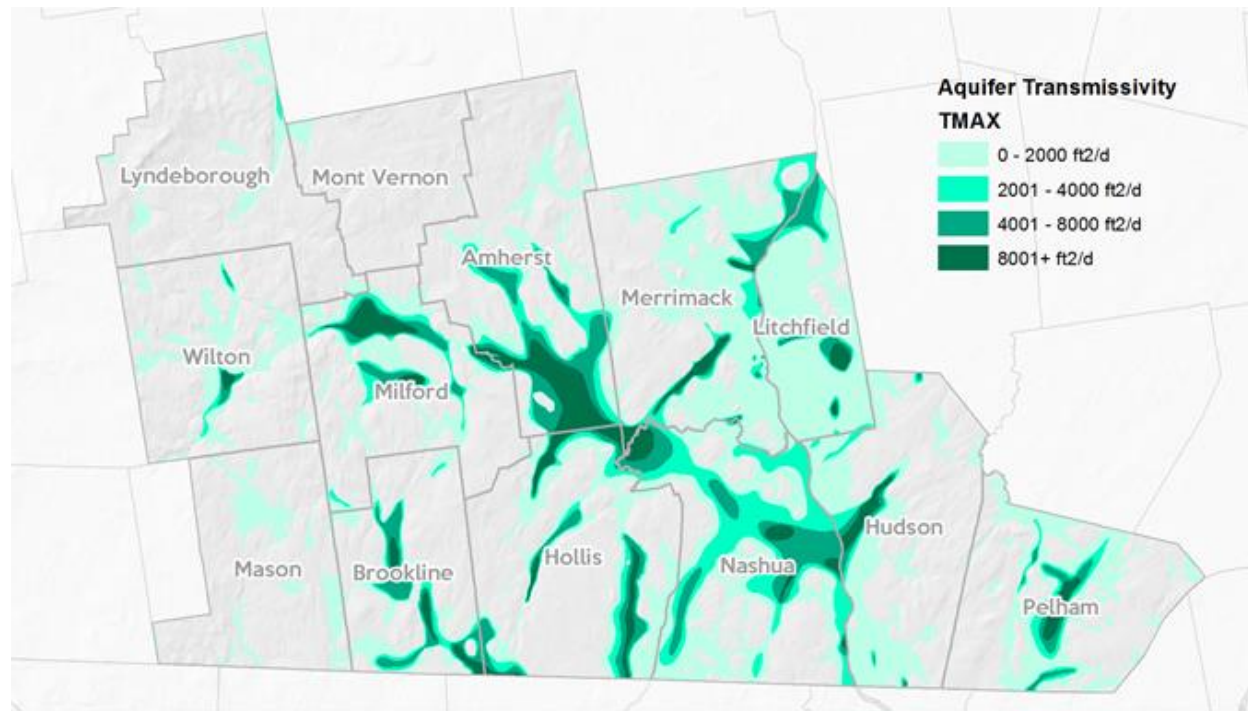 Aquifer Transmissivity
TMAX
0 - 2000 ft2/d
2001 - 4000 ft2/d
4001 - 8000 ft2/d
8001+ ft2/d
Lyndeborough
Mont Vernon
Amherst
Merrimack
Litchfield
Wilton
Milford
Hudson
Hollis
Nashua
Mason
Brookline
Pelham